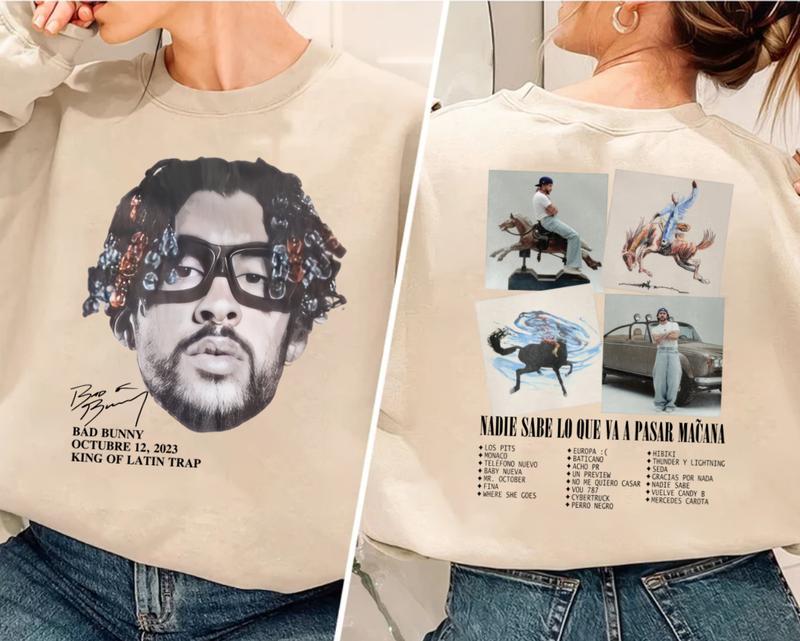 Bad Bunny
BAD BUNNY
OCTUBRE 12, 2023
KING OF LATIN TRAP
NADIE SABE LO QUE VA A PASAR MAÑANA
✦ LOS PITS
✦ MONACO
✦ TELEFONO NUEVO
✦ BABY NUEVA
✦ MR. OCTOBER
✦ FINA
✦ WHERE SHE GOES
✦ EUROPA :(
✦ BATICANO
✦ ACHO PR
✦ UN PREVIEW
✦ NO ME QUIERO CASAR
✦ VOU 787
✦ CYBERTRUCK
✦ PERRO NEGRO
✦ HIBIKI
✦ THUNDER Y LIGHTNING
✦ SEDA
✦ GRACIAS POR NADA
✦ NADIE SABE
✦ VUELVE CANDY B
✦ MERCEDES CAROTA